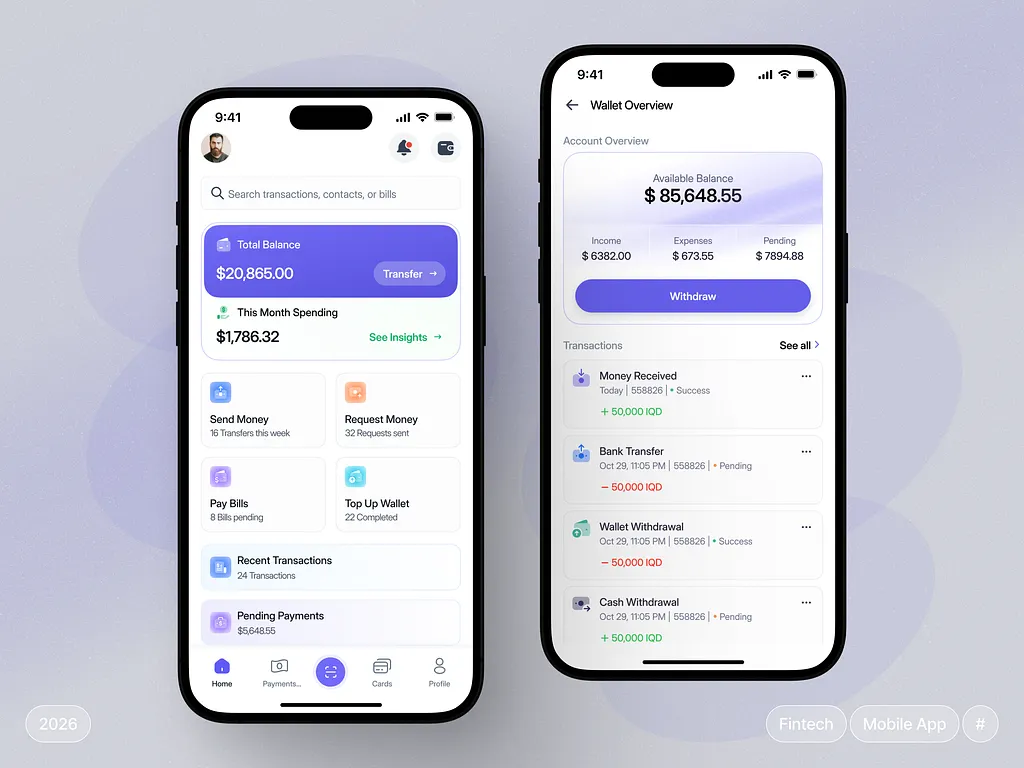 9:41
Search transactions, contacts, or bills
Total Balance
$20,865.00
Transfer →
This Month Spending
$1,786.32
See Insights →
Send Money
16 Transfers this week
Request Money
32 Requests sent
Pay Bills
8 Bills pending
Top Up Wallet
22 Completed
Recent Transactions
24 Transactions
Pending Payments
$5,648.55
Home
Payments...
Cards
Profile
9:41
Wallet Overview
Account Overview
Available Balance
$ 85,648.55
Income
$ 6382.00
Expenses
$ 673.55
Pending
$ 7894.88
Withdraw
Transactions
See all >
Money Received
Today | 558826 | • Success
+ 50,000 IQD
Bank Transfer
Oct 29, 11:05 PM | 558826 | • Pending
− 50,000 IQD
Wallet Withdrawal
Oct 29, 11:05 PM | 558826 | • Success
− 50,000 IQD
Cash Withdrawal
Oct 29, 11:05 PM | 558826 | • Pending
+ 50,000 IQD
2026
Fintech
Mobile App
#